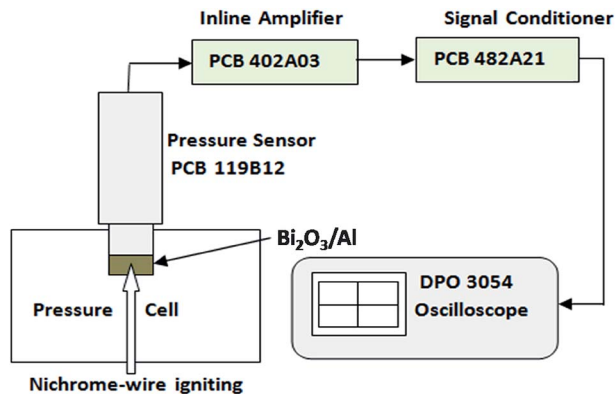 Inline Amplifier
Signal Conditioner
PCB 402A03
PCB 482A21
Pressure Sensor
PCB 119B12
Bi₂O₃/Al
DPO 3054
Oscilloscope
Pressure Cell
Nichrome-wire igniting